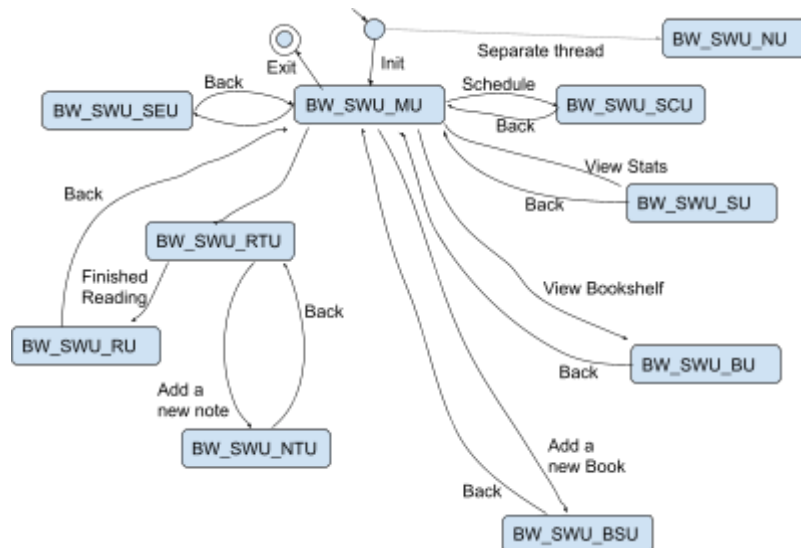 BW_SWU_NU
Separate thread
Init
Exit
Back
Schedule
BW_SWU_SEU
BW_SWU_MU
BW_SWU_SCU
Back
View Stats
Back
Back
BW_SWU_SU
BW_SWU_RTU
Finished
Reading
View Bookshelf
Back
BW_SWU_RU
BW_SWU_BU
Back
Add a
new note
BW_SWU_NTU
Add a
new Book
Back
BW_SWU_BSU